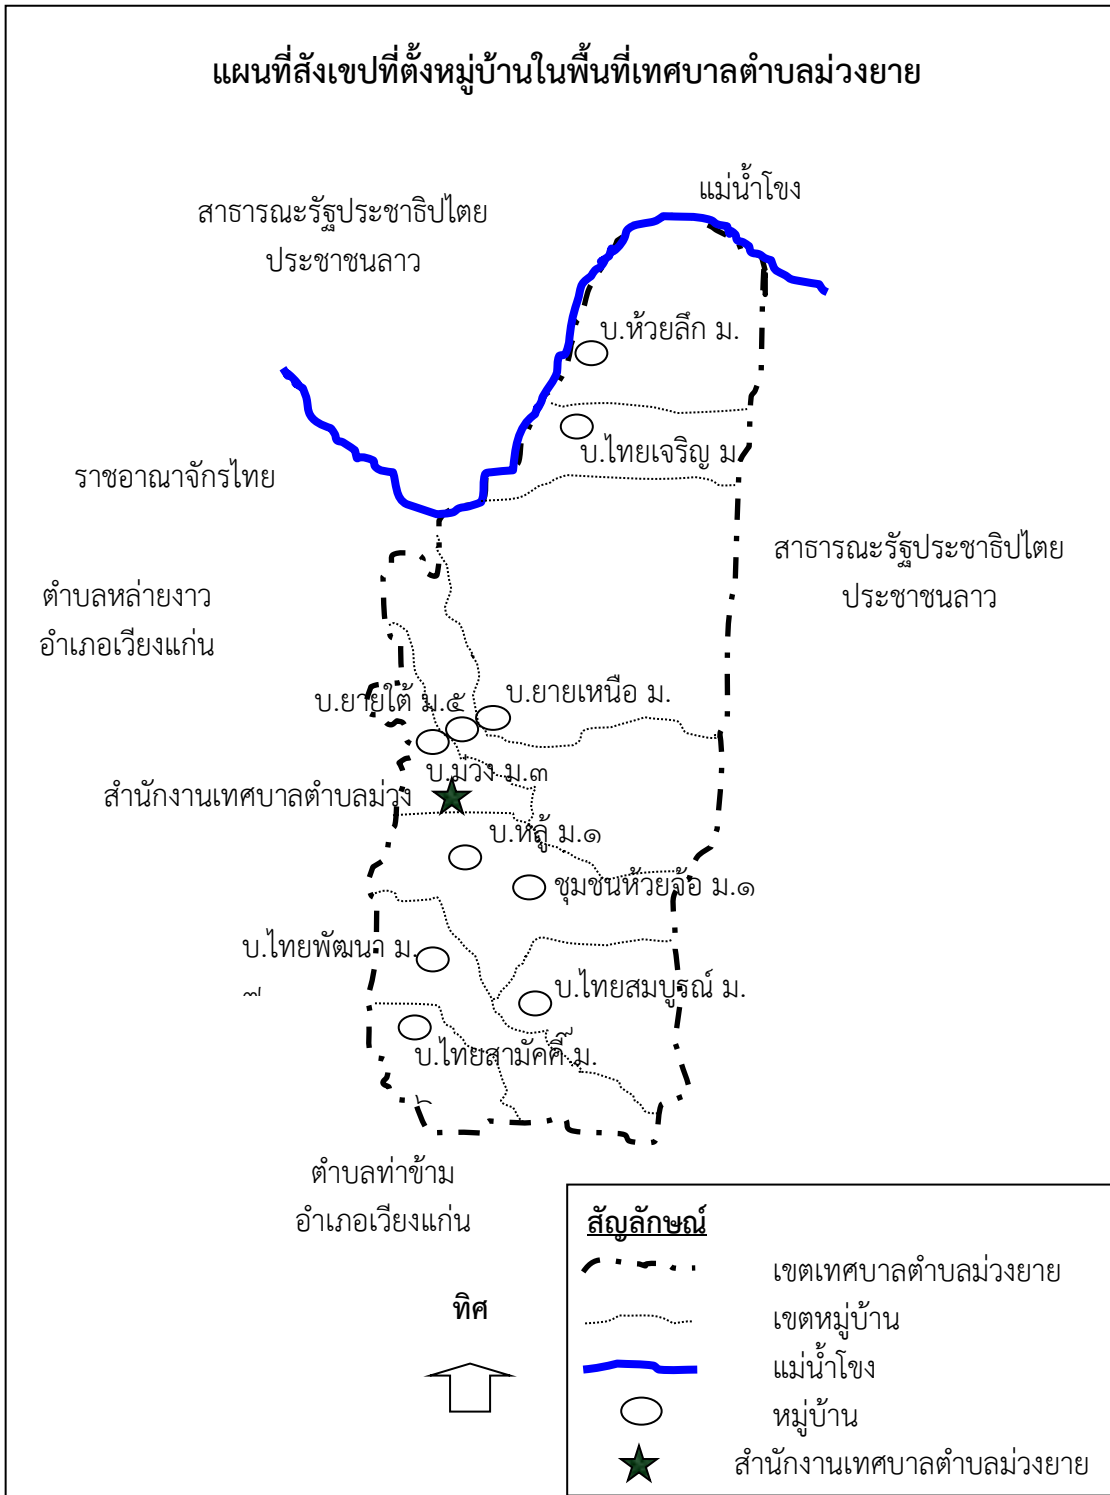 แผนที่สังเขปที่ตั้งหมู่บ้านในพื้นที่เทศบาลตำบลม่วงยาย
แม่น้ำโขง
สาธารณะรัฐประชาธิปไตย
ประชาชนลาว
บ.ห้วยลึก ม.
บ.ไทยเจริญ ม.
ราชอาณาจักรไทย
สาธารณะรัฐประชาธิปไตย
ประชาชนลาว
ตำบลหล่ายงาว
อำเภอเวียงแก่น
บ.ยายใต้ ม.๕
บ.ยายเหนือ ม.
บ.ม่วง ม.๓
สำนักงานเทศบาลตำบลม่วง
บ.หลู้ ม.๑
ชุมชนห้วยจ้อ ม.๑
บ.ไทยพัฒนา ม.
บ.ไทยสมบูรณ์ ม.
บ.ไทยสามัคคี ม.
ตำบลท่าข้าม
อำเภอเวียงแก่น
ทิศ
สัญลักษณ์
เขตเทศบาลตำบลม่วงยาย
เขตหมู่บ้าน
แม่น้ำโขง
หมู่บ้าน
สำนักงานเทศบาลตำบลม่วงยาย